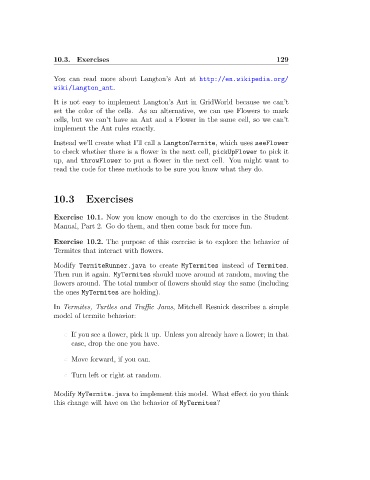 10.3. Exercises 129
You can read more about Langton's Ant at http://en.wikipedia.org/
wiki/Langton_ant.
It is not easy to implement Langton's Ant in GridWorld because we can't
set the color of the cells. As an alternative, we can use Flowers to mark
cells, but we can't have an Ant and a Flower in the same cell, so we can't
implement the Ant rules exactly.
Instead we'll create what I'll call a LangtonTermite, which uses seeFlower
to check whether there is a flower in the next cell, pickUpFlower to pick it
up, and throwFlower to put a flower in the next cell. You might want to
read the code for these methods to be sure you know what they do.
10.3 Exercises
Exercise 10.1. Now you know enough to do the exercises in the Student
Manual, Part 2. Go do them, and then come back for more fun.
Exercise 10.2. The purpose of this exercise is to explore the behavior of
Termites that interact with flowers.
Modify TermiteRunner.java to create MyTermites instead of Termites.
Then run it again. MyTermites should move around at random, moving the
flowers around. The total number of flowers should stay the same (including
the ones MyTermites are holding).
In Termites, Turtles and Traffic Jams, Mitchell Resnick describes a simple
model of termite behavior:
– If you see a flower, pick it up. Unless you already have a flower; in that
case, drop the one you have.
– Move forward, if you can.
– Turn left or right at random.
Modify MyTermite.java to implement this model. What effect do you think
this change will have on the behavior of MyTermites?